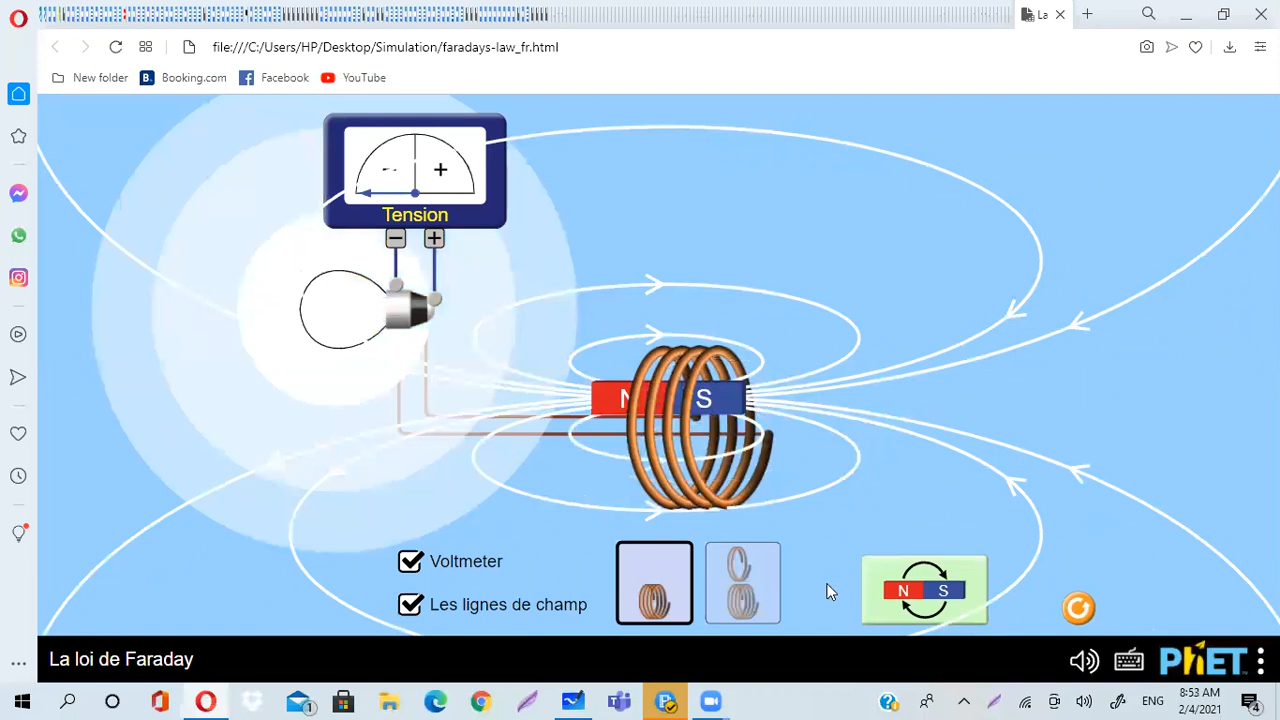 La
file:///C:/Users/HP/Desktop/Simulation/faradays-law_fr.html
New folder
Booking.com
Facebook
YouTube
- +
Tension
− +
N S
Voltmeter
Les lignes de champ
N S
La loi de Faraday
PhET
ENG
8:53 AM
2/4/2021